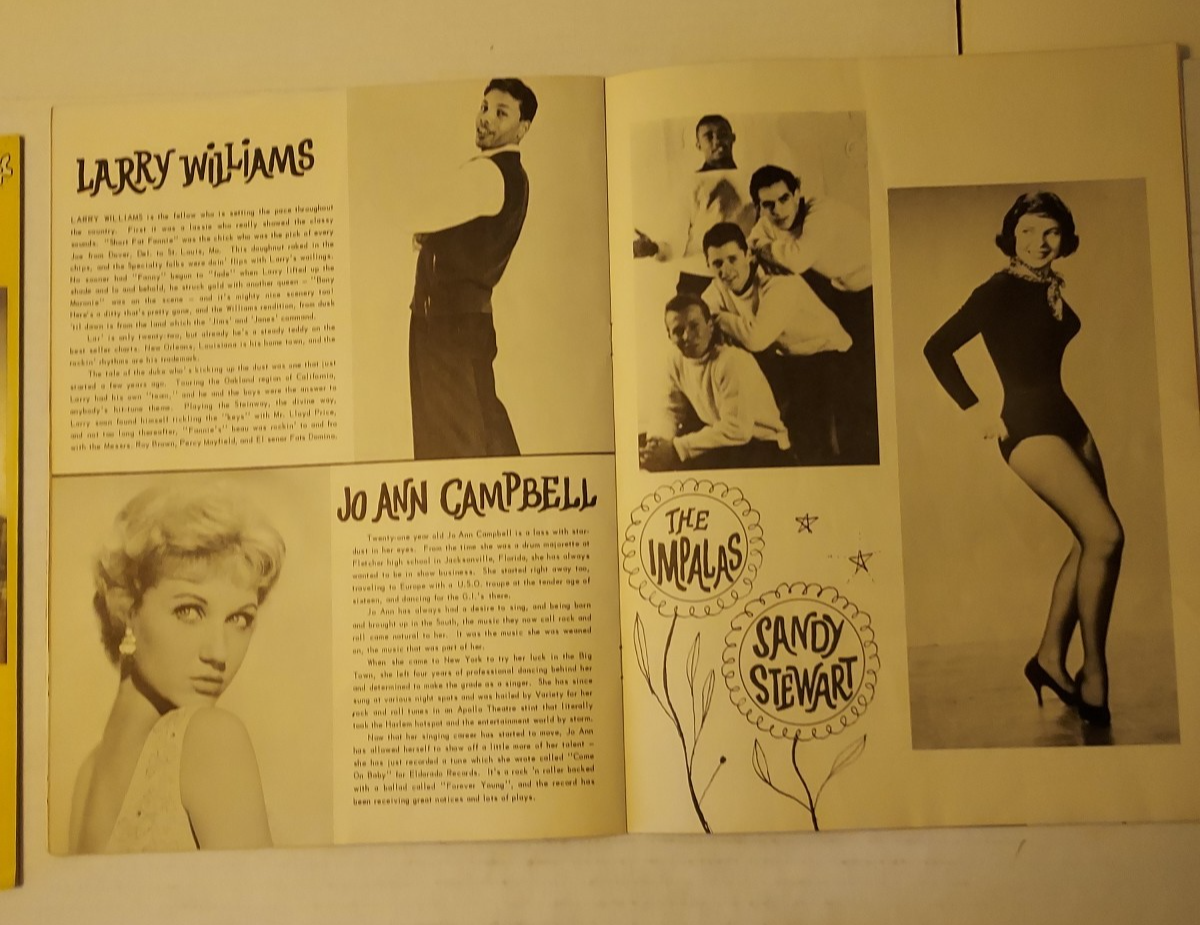 LARRY WILLIAMS
LARRY WILLIAMS is the fellow who is setting the pace throughout
the country. First it was a lassie who really showed the classy
sounds. "Short Fat Fannie" was the chick who was the pick of every
Joe from Dover, Del. to St. Louis, Mo. This doughnut raked in the
chips, and the Specialty folks were doin' flips with Larry's wailings.
No sooner had "Fanny" begun to "fade" when Larry lifted up the
shade and lo and behold, he struck gold with another queen - "Bony
Moronie" was on the scene - and it's mighty nice scenery too!
Here's a ditty that's pretty gone, and the Williams rendition, from dusk
'til dawn is from the land which the 'Jims' and 'Janes' command.
Lar' is only twenty-two, but already he's a steady teddy on the
best seller charts. New Orleans, Louisiana is his home town, and the
rockin' rhythms are his trademark.
The tale of the duke who's kicking up the dust was one that just
started a few years ago. Touring the Oakland region of California,
Larry had his own "team," and he and the boys were the answer to
anybody's hit-tune theme. Playing the Steinway, the divine way,
Larry soon found himself tickling the "keys" with Mr. Lloyd Price,
and not too long thereafter, "Fannie's" beau was rockin' to and fro
with the Messrs. Roy Brown, Percy Mayfield, and El senor Fats Domino.
JO ANN CAMPBELL
Twenty-one year old Jo Ann Campbell is a lass with star-
dust in her eyes. From the time she was a drum majorette at
Fletcher high school in Jacksonville, Florida, she has always
wanted to be in show business. She started right away too,
traveling to Europe with a U.S.O. troupe at the tender age of
sixteen, and dancing for the G.I.'s there.
Jo Ann has always had a desire to sing, and being born
and brought up in the South, the music they now call rock and
roll came natural to her. It was the music she was weaned
on, the music that was part of her.
When she came to New York to try her luck in the Big
Town, she left four years of professional dancing behind her
and determined to make the grade as a singer. She has since
sung at various night spots and was hailed by Variety for her
rock and roll tunes in an Apollo Theatre stint that literally
took the Harlem hotspot and the entertainment world by storm.
Now that her singing career has started to move, Jo Ann
has allowed herself to show off a little more of her talent -
she has just recorded a tune which she wrote called "Come
On Baby" for Eldorado Records. It's a rock 'n roller backed
with a ballad called "Forever Young", and the record has
been receiving great notices and lots of plays.
THE
IMPALAS
SANDY
STEWART